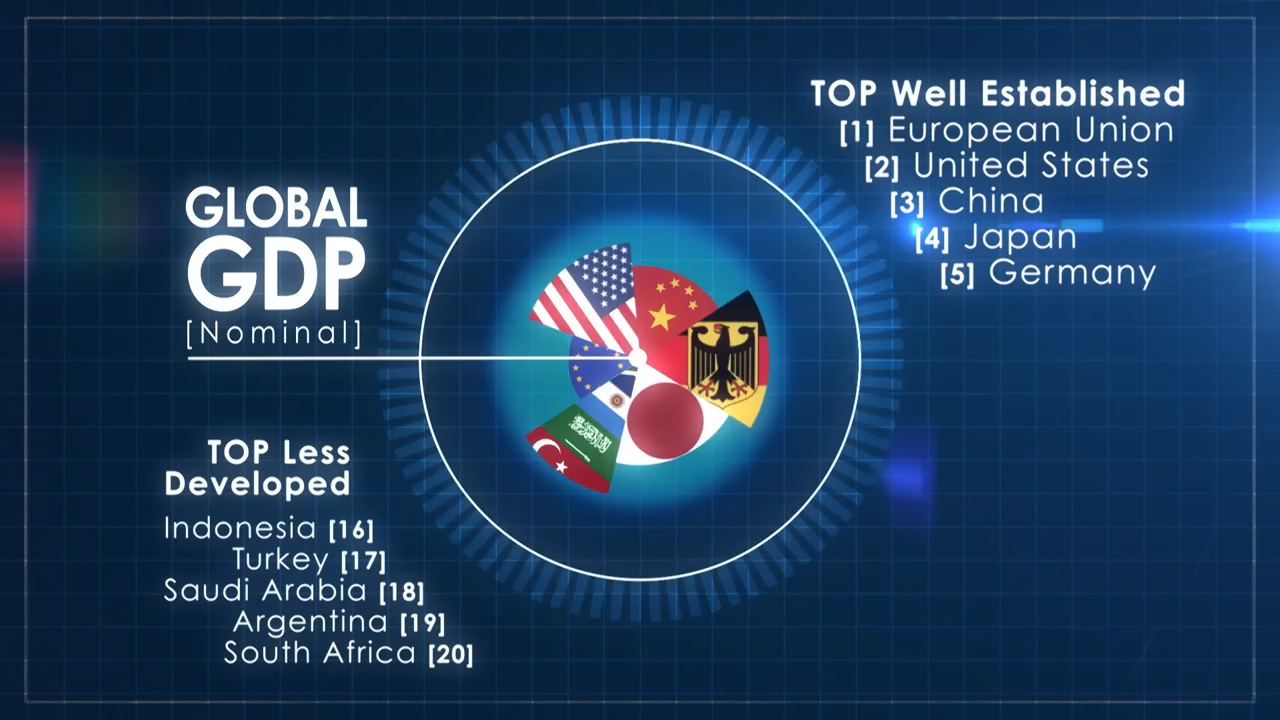 GLOBAL
GDP
[Nominal]
TOP Well Established
[1] European Union
[2] United States
[3] China
[4] Japan
[5] Germany
TOP Less
Developed
Indonesia [16]
Turkey [17]
Saudi Arabia [18]
Argentina [19]
South Africa [20]